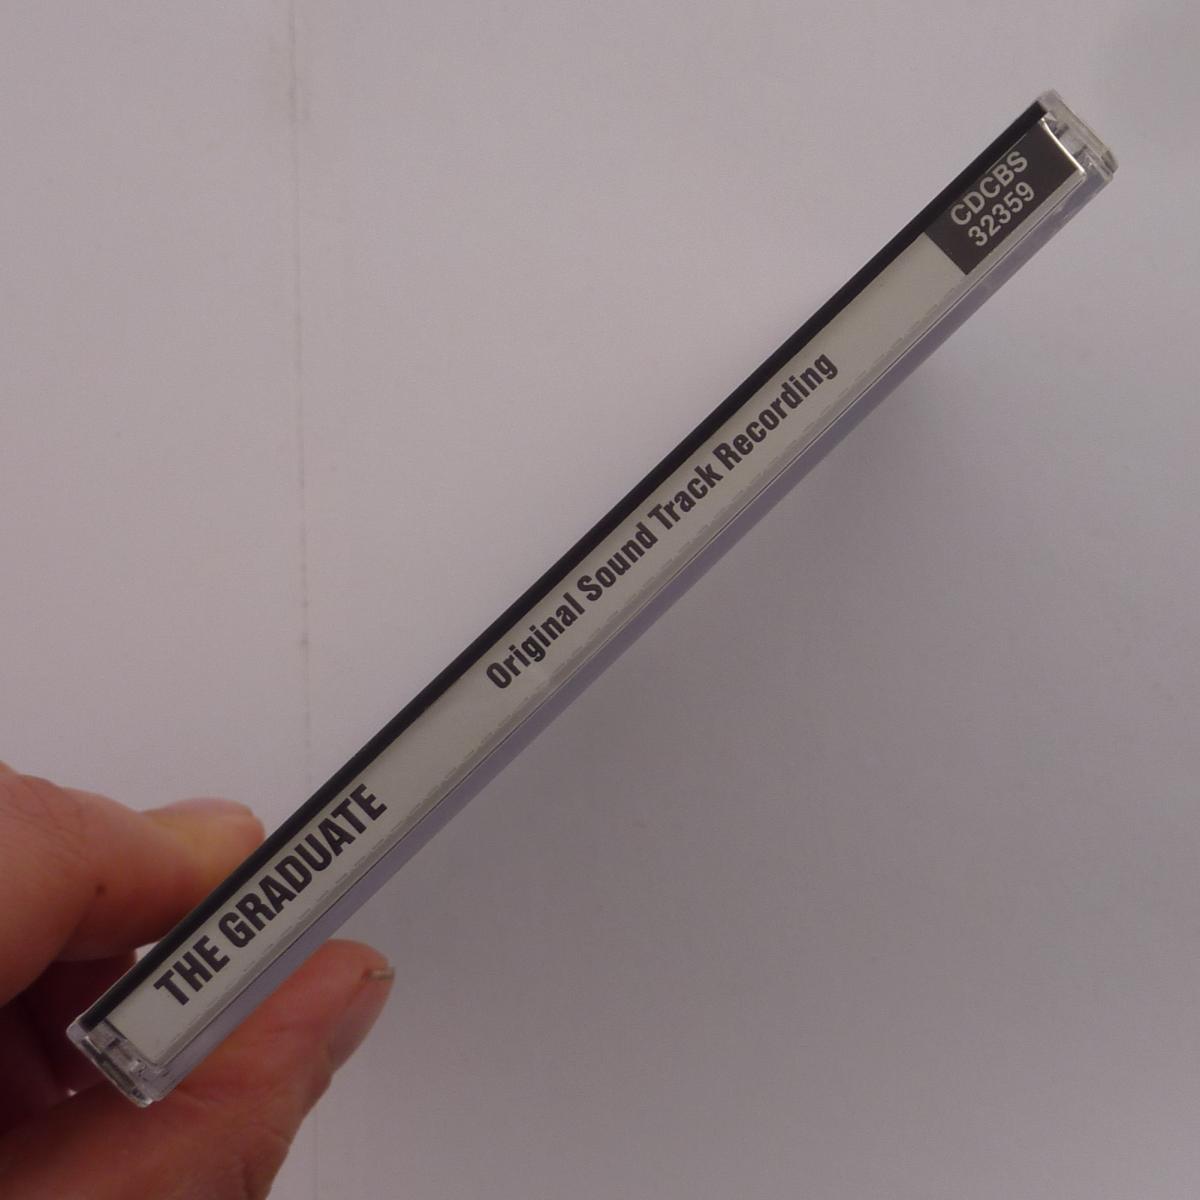 THE GRADUATE
Original Sound Track Recording
CDCBS
32359